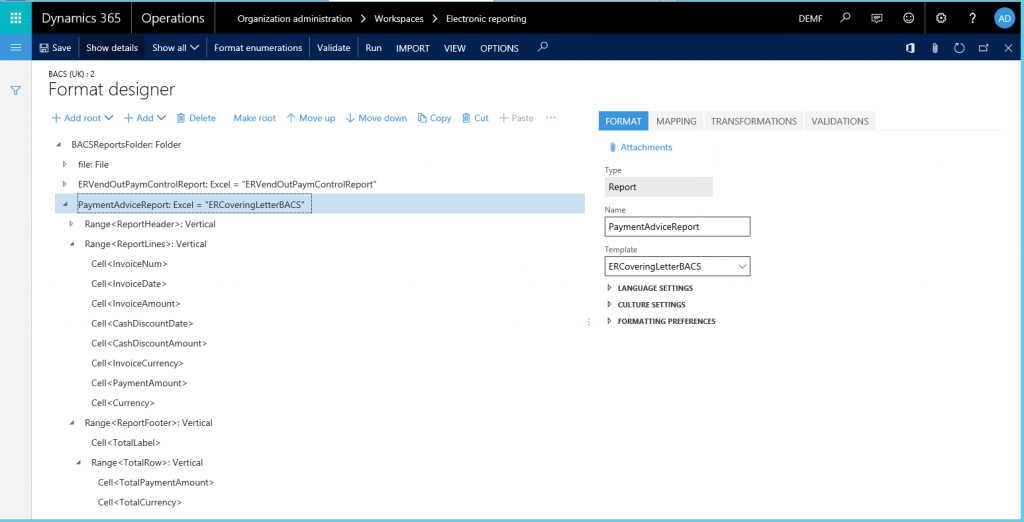 Dynamics 365 Operations Organization administration > Workspaces > Electronic reporting DEMF ? AD
Save Show details Show all Format enumerations Validate Run IMPORT VIEW OPTIONS
BACS (UK) : 2
Format designer
+ Add root + Add Delete Make root Move up Move down Copy Cut + Paste ...
FORMAT MAPPING TRANSFORMATIONS VALIDATIONS
Attachments
BACSReportsFolder: Folder
file: File
ERVendOutPaymControlReport: Excel = "ERVendOutPaymControlReport"
PaymentAdviceReport: Excel = "ERCoveringLetterBACS"
Range<ReportHeader>: Vertical
Range<ReportLines>: Vertical
Cell<InvoiceNum>
Cell<InvoiceDate>
Cell<InvoiceAmount>
Cell<CashDiscountDate>
Cell<CashDiscountAmount>
Cell<InvoiceCurrency>
Cell<PaymentAmount>
Cell<Currency>
Range<ReportFooter>: Vertical
Cell<TotalLabel>
Range<TotalRow>: Vertical
Cell<TotalPaymentAmount>
Cell<TotalCurrency>
Type
Report
Name
PaymentAdviceReport
Template
ERCoveringLetterBACS
LANGUAGE SETTINGS
CULTURE SETTINGS
FORMATTING PREFERENCES